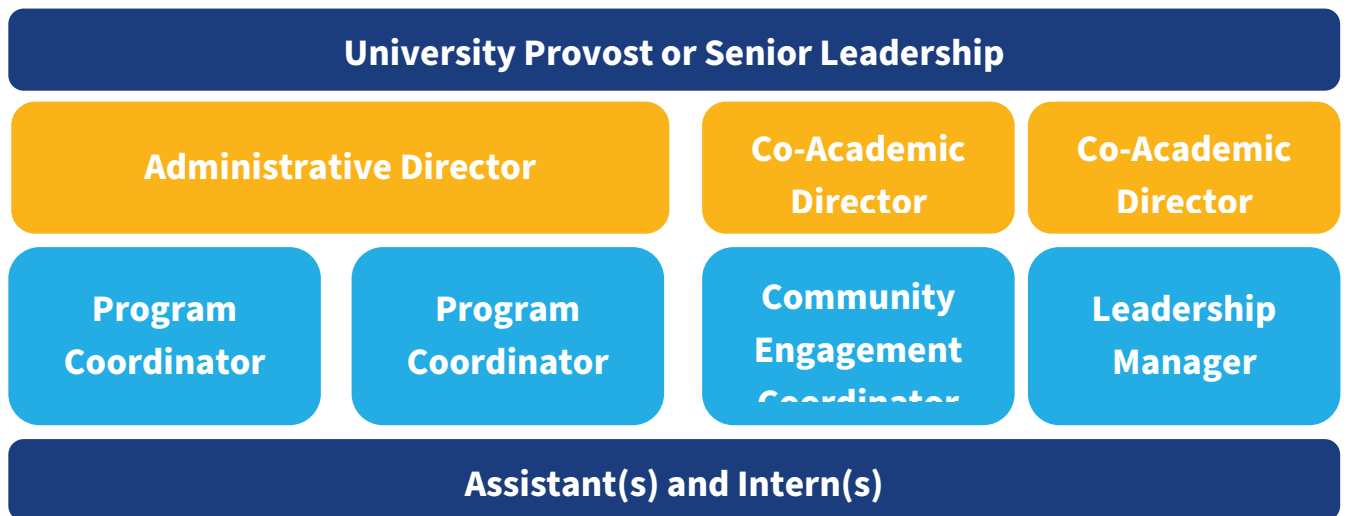 University Provost or Senior Leadership
Administrative Director
Co-Academic
Director
Co-Academic
Director
Program
Coordinator
Program
Coordinator
Community
Engagement
Coordinator
Leadership
Manager
Assistant(s) and Intern(s)